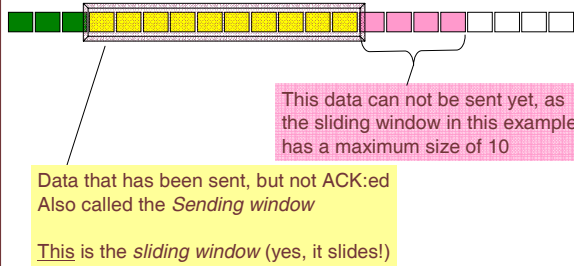 This data can not be sent yet, as
the sliding window in this example
has a maximum size of 10
Data that has been sent, but not ACK:ed
Also called the Sending window
This is the sliding window (yes, it slides!)